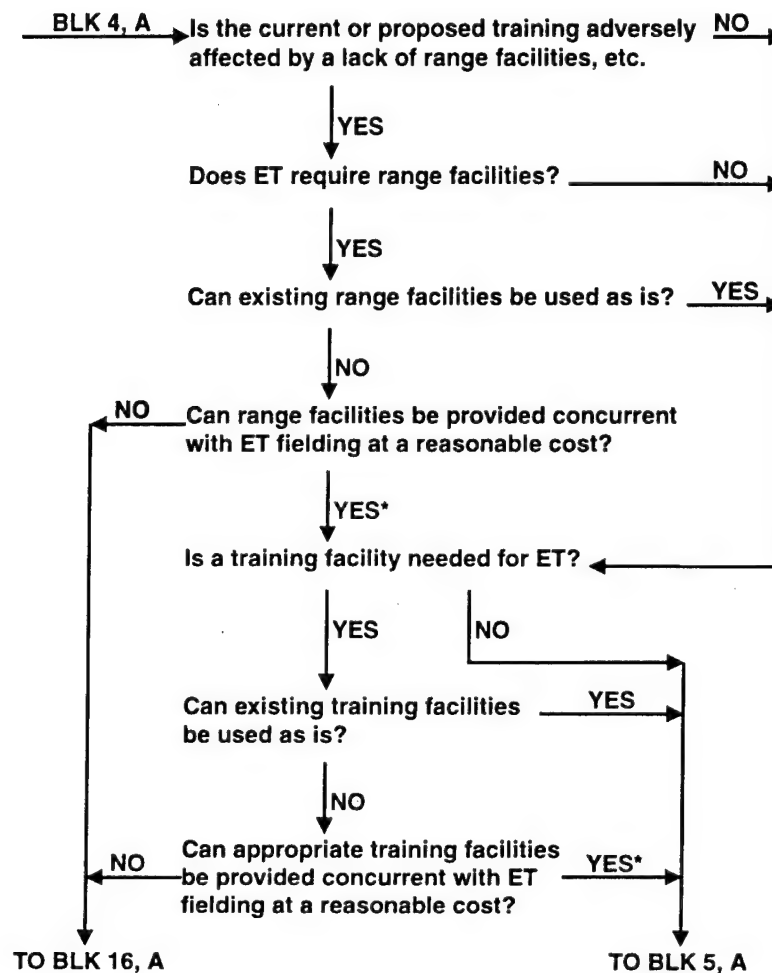 BLK 4, A
Is the current or proposed training adversely
NO
affected by a lack of range facilities, etc.
YES
Does ET require range facilities?
NO
YES
Can existing range facilities be used as is?
YES
NO
NO
Can range facilities be provided concurrent
with ET fielding at a reasonable cost?
YES*
Is a training facility needed for ET?
YES
NO
Can existing training facilities
YES
be used as is?
NO
Can appropriate training facilities
NO
be provided concurrent with ET
YES*
fielding at a reasonable cost?
TO BLK 16, A
TO BLK 5, A